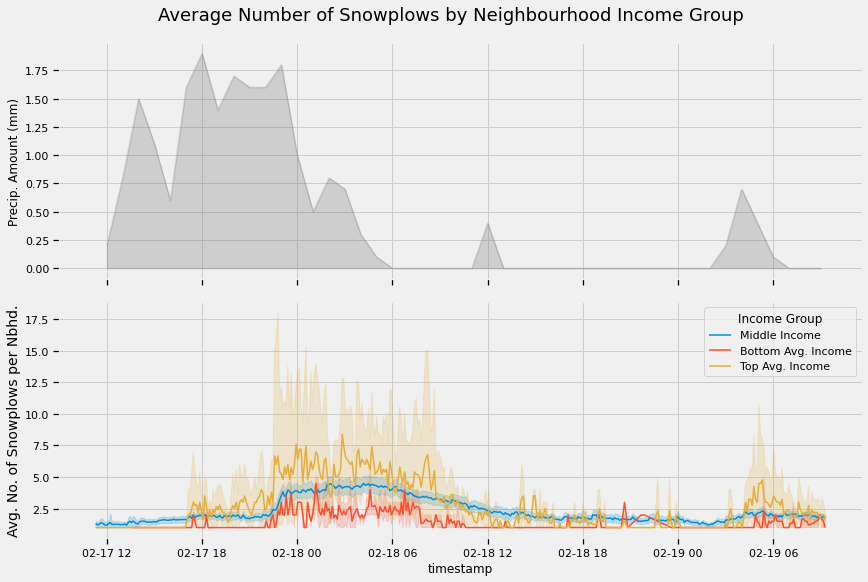 Average Number of Snowplows by Neighbourhood Income Group
Precip. Amount (mm)
1.75
1.50
1.25
1.00
0.75
0.50
0.25
0.00
Avg. No. of Snowplows per Nbhd.
17.5
15.0
12.5
10.0
7.5
5.0
2.5
Income Group
Middle Income
Bottom Avg. Income
Top Avg. Income
02-17 12
02-17 18
02-18 00
02-18 06
02-18 12
02-18 18
02-19 00
02-19 06
timestamp